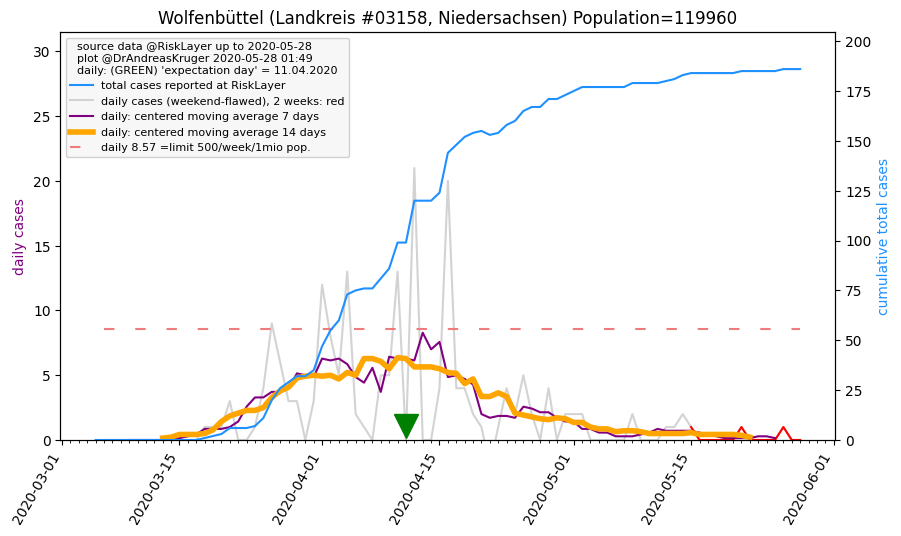 Wolfenbüttel (Landkreis #03158, Niedersachsen) Population=119960
source data @RiskLayer up to 2020-05-28
plot @DrAndreasKruger 2020-05-28 01:49
daily: (GREEN) 'expectation day' = 11.04.2020
total cases reported at RiskLayer
daily cases (weekend-flawed), 2 weeks: red
daily: centered moving average 7 days
daily: centered moving average 14 days
daily 8.57 =limit 500/week/1mio pop.
daily cases
30
25
20
15
10
5
0
cumulative total cases
200
175
150
125
100
75
50
25
0
2020-03-01
2020-03-15
2020-04-01
2020-04-15
2020-05-01
2020-05-15
2020-06-01